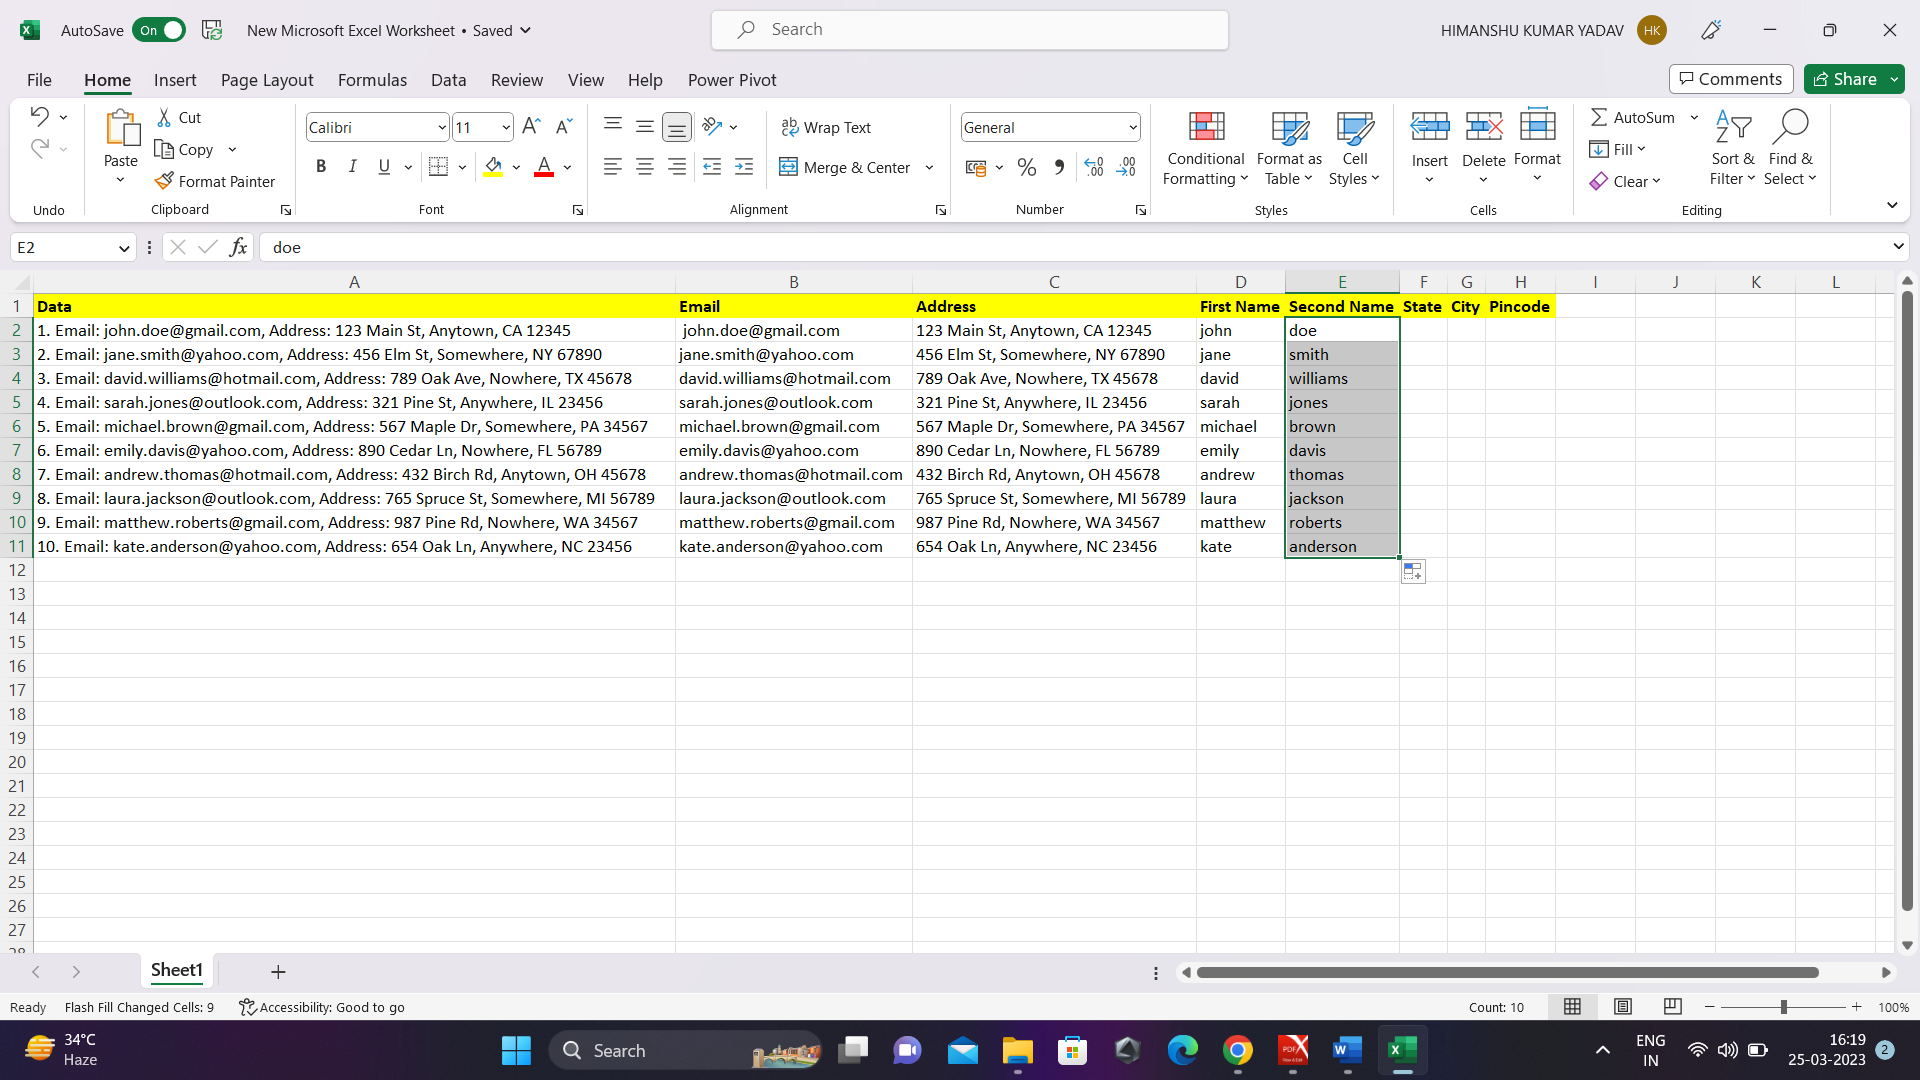 AutoSave On New Microsoft Excel Worksheet • Saved Search HIMANSHU KUMAR YADAV HK
File Home Insert Page Layout Formulas Data Review View Help Power Pivot Comments Share
Paste Cut Copy Format Painter
Calibri 11
B I U A
Wrap Text
Merge & Center
General
Conditional Formatting Format as Table Cell Styles
Insert Delete Format
AutoSum Fill Clear
Sort & Filter Find & Select
Undo Clipboard Font Alignment Number Styles Cells Editing
E2 fx doe
A B C D E F G H I J K L
1 Data Email Address First Name Second Name State City Pincode
2 1. Email: john.doe@gmail.com, Address: 123 Main St, Anytown, CA 12345 john.doe@gmail.com 123 Main St, Anytown, CA 12345 john doe
3 2. Email: jane.smith@yahoo.com, Address: 456 Elm St, Somewhere, NY 67890 jane.smith@yahoo.com 456 Elm St, Somewhere, NY 67890 jane smith
4 3. Email: david.williams@hotmail.com, Address: 789 Oak Ave, Nowhere, TX 45678 david.williams@hotmail.com 789 Oak Ave, Nowhere, TX 45678 david williams
5 4. Email: sarah.jones@outlook.com, Address: 321 Pine St, Anywhere, IL 23456 sarah.jones@outlook.com 321 Pine St, Anywhere, IL 23456 sarah jones
6 5. Email: michael.brown@gmail.com, Address: 567 Maple Dr, Somewhere, PA 34567 michael.brown@gmail.com 567 Maple Dr, Somewhere, PA 34567 michael brown
7 6. Email: emily.davis@yahoo.com, Address: 890 Cedar Ln, Nowhere, FL 56789 emily.davis@yahoo.com 890 Cedar Ln, Nowhere, FL 56789 emily davis
8 7. Email: andrew.thomas@hotmail.com, Address: 432 Birch Rd, Anytown, OH 45678 andrew.thomas@hotmail.com 432 Birch Rd, Anytown, OH 45678 andrew thomas
9 8. Email: laura.jackson@outlook.com, Address: 765 Spruce St, Somewhere, MI 56789 laura.jackson@outlook.com 765 Spruce St, Somewhere, MI 56789 laura jackson
10 9. Email: matthew.roberts@gmail.com, Address: 987 Pine Rd, Nowhere, WA 34567 matthew.roberts@gmail.com 987 Pine Rd, Nowhere, WA 34567 matthew roberts
11 10. Email: kate.anderson@yahoo.com, Address: 654 Oak Ln, Anywhere, NC 23456 kate.anderson@yahoo.com 654 Oak Ln, Anywhere, NC 23456 kate anderson
12
13
14
15
16
17
18
19
20
21
22
23
24
25
26
27
28
Sheet1
Ready Flash Fill Changed Cells: 9 Accessibility: Good to go Count: 10 100%
34°C
Haze
Search
ENG
IN
16:19
25-03-2023
2